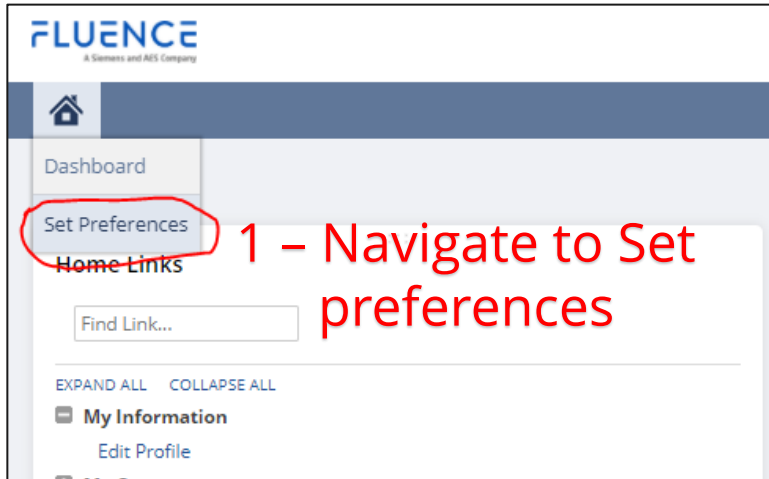 FLUENCE
A Siemens and AES Company
Dashboard
Set Preferences
1 – Navigate to Set
preferences
Home Links
Find Link...
EXPAND ALL COLLAPSE ALL
My Information
Edit Profile